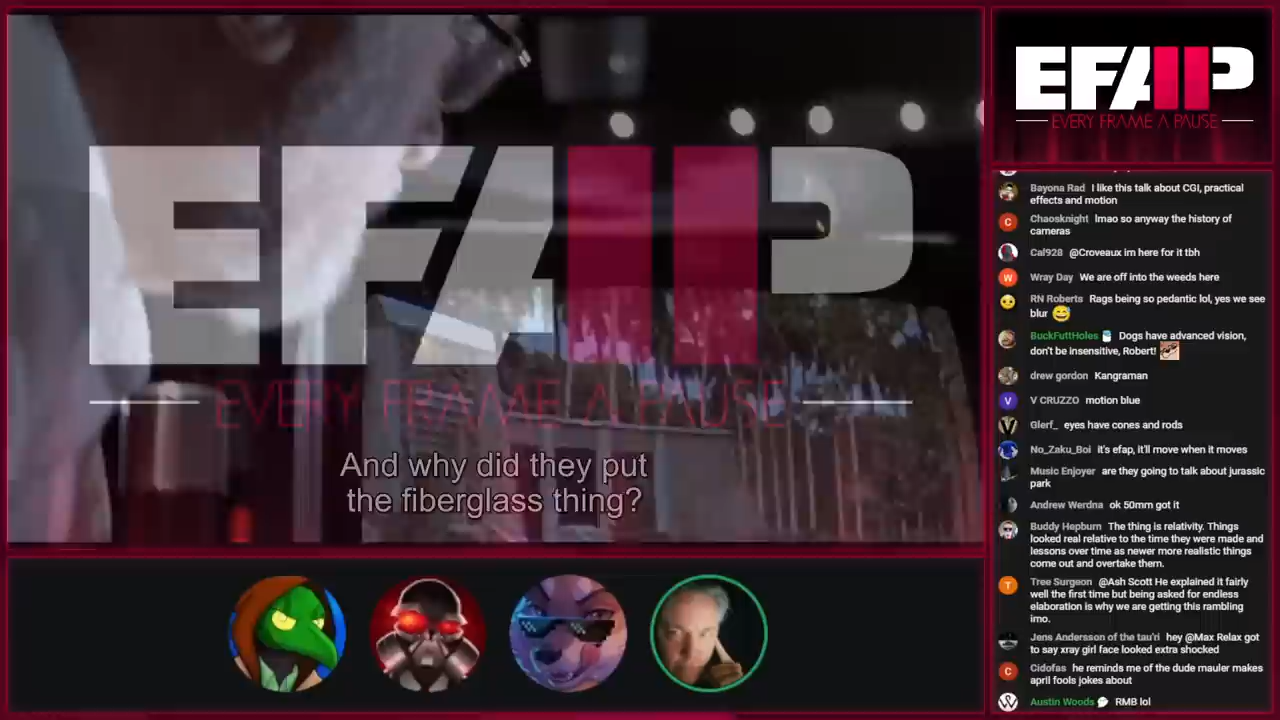 EFAP
EVERY FRAME A PAUSE
And why did they put
the fiberglass thing?
EFAP
EVERY FRAME A PAUSE
Bayona Rad I like this talk about CGI, practical
effects and motion
Chaosknight lmao so anyway the history of
cameras
Cal928 @Croveaux im here for it tbh
Wray Day We are off into the weeds here
RN Roberts Rags being so pedantic lol, yes we see
blur
BuckFuttHoles Dogs have advanced vision,
don't be insensitive, Robert!
drew gordon Kangraman
V CRUZZO motion blue
Glerf_ eyes have cones and rods
No_Zaku_Boi it's efap, it'll move when it moves
Music Enjoyer are they going to talk about jurassic
park
Andrew Werdna ok 50mm got it
Buddy Hepburn The thing is relativity. Things
looked real relative to the time they were made and
lessons over time as newer more realistic things
come out and overtake them.
Tree Surgeon @Ash Scott He explained it fairly
well the first time but being asked for endless
elaboration is why we are getting this rambling
imo.
Jens Andersson of the tau'ri hey @Max Relax got
to say xray girl face looked extra shocked
Cidofas he reminds me of the dude mauler makes
april fools jokes about
Austin Woods RMB lol